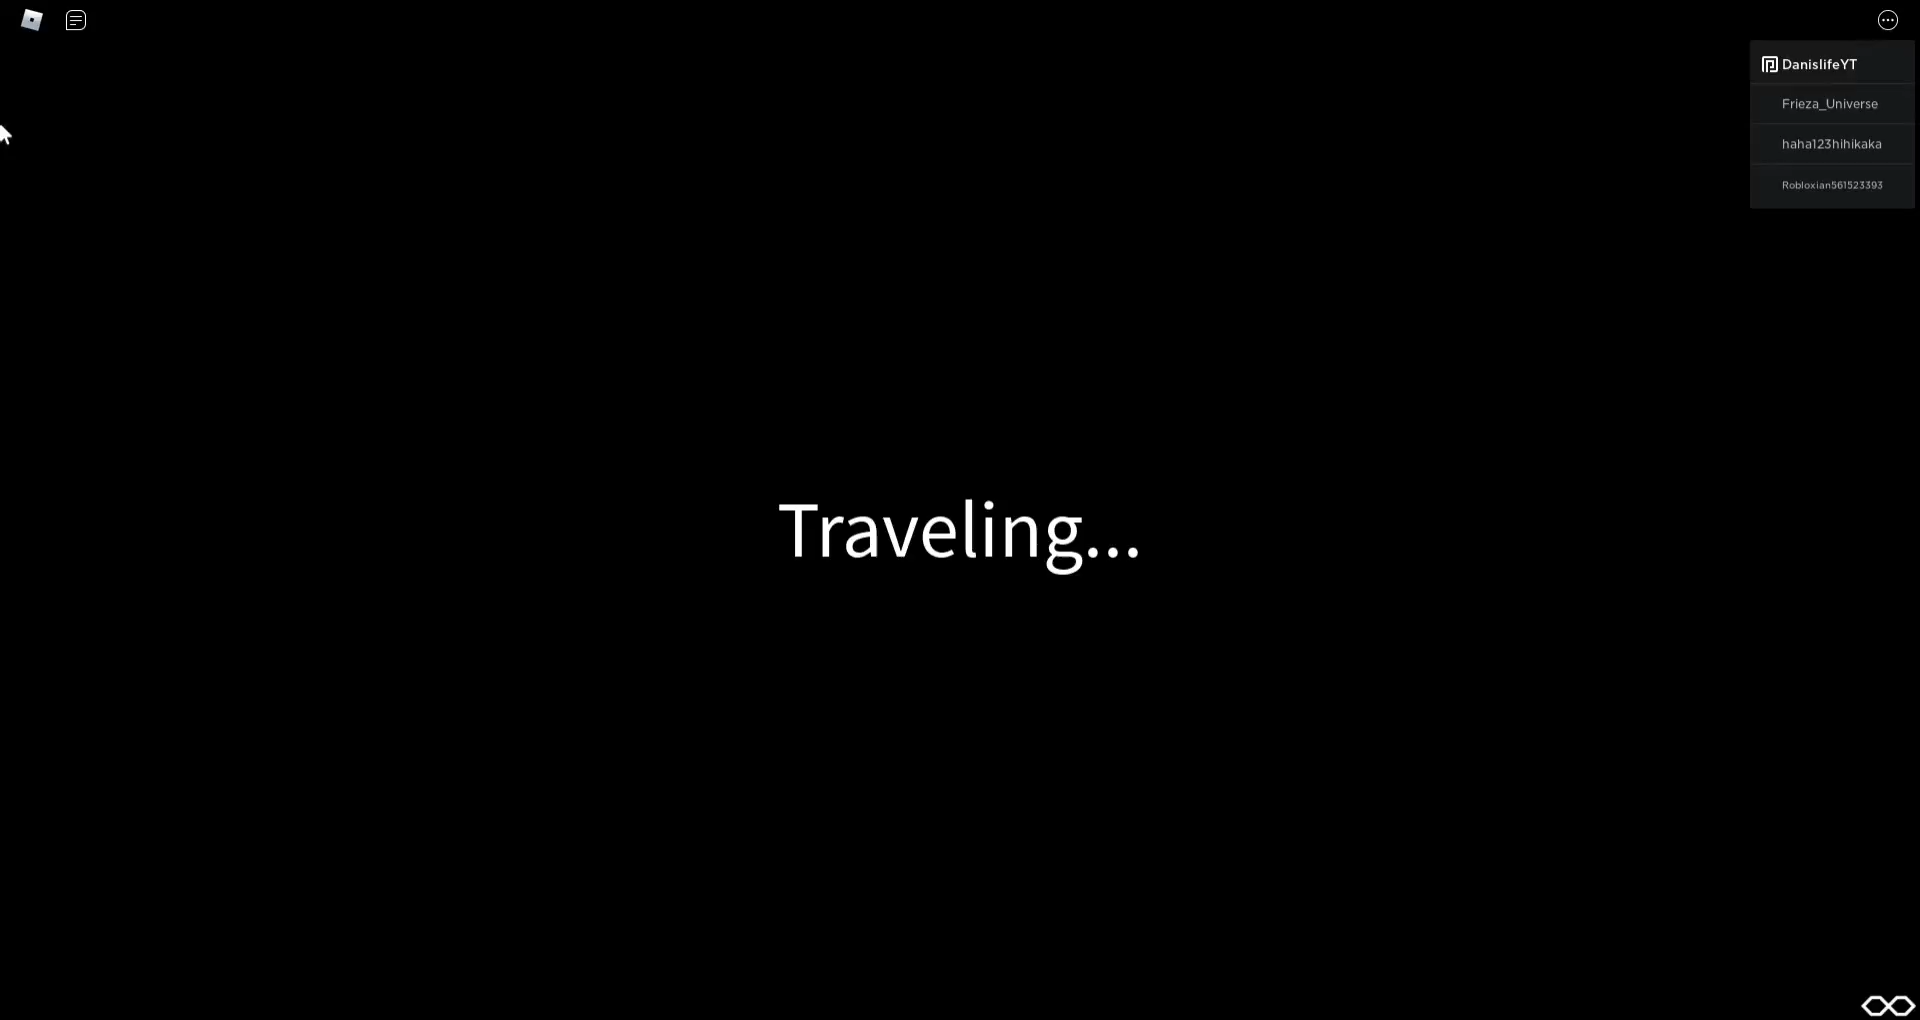 DanislifeYT
Frieza_Universe
haha123hihikaka
Robloxian561523393
Traveling...